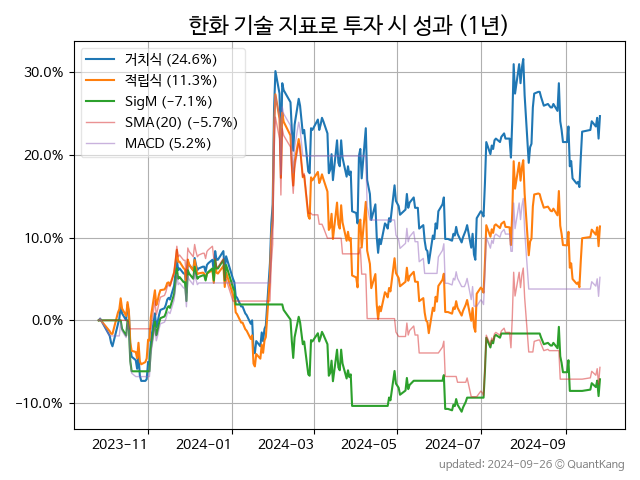 한화 기술 지표로 투자 시 성과 (1년)
거치식 (24.6%)
적립식 (11.3%)
SigM (−7.1%)
SMA(20) (−5.7%)
MACD (5.2%)
30.0%
20.0%
10.0%
0.0%
−10.0%
2023-11
2024-01
2024-03
2024-05
2024-07
2024-09
updated: 2024-09-26 © QuantKang